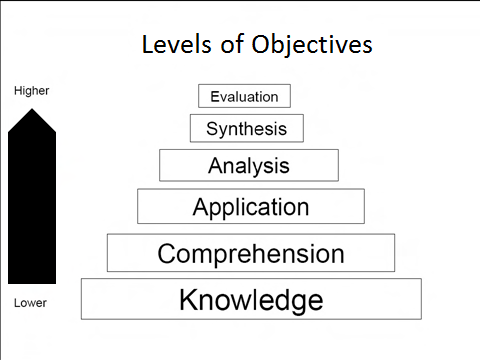 Levels of Objectives
Higher
Evaluation
Synthesis
Analysis
Application
Comprehension
Knowledge
Lower